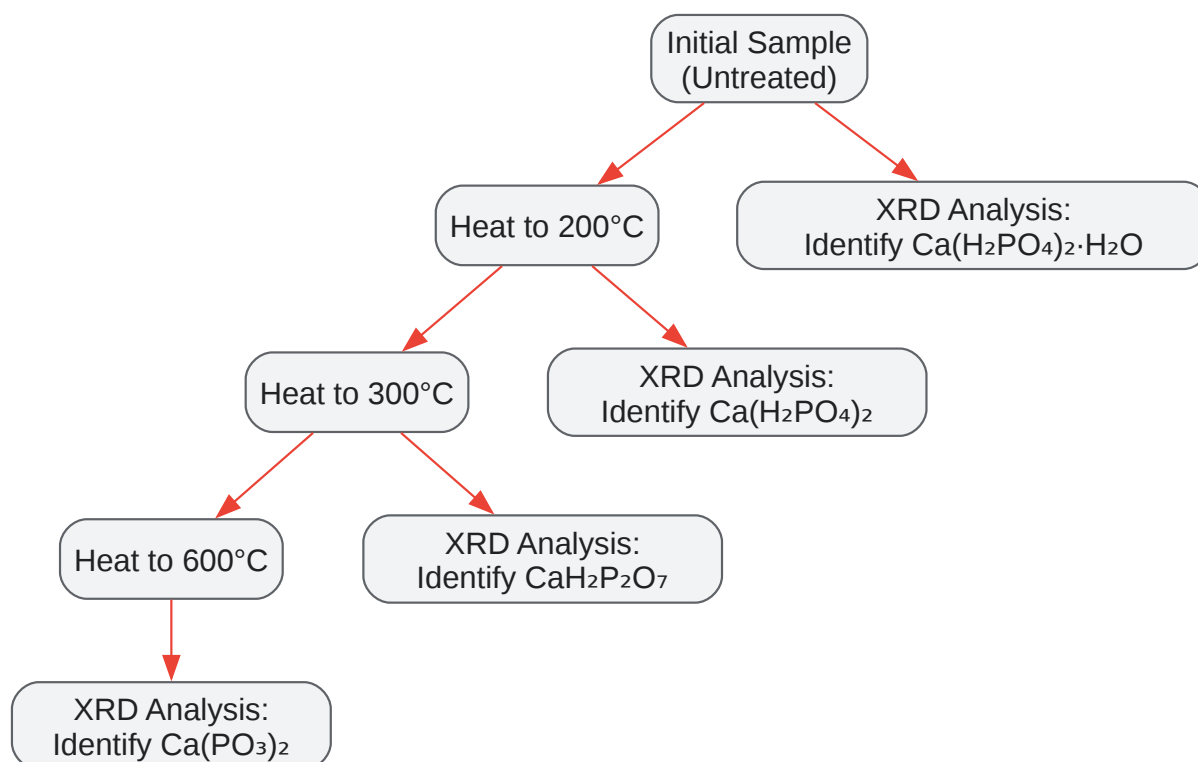 Initial Sample
(Untreated)
Heat to 200°C
XRD Analysis:
Identify Ca(H₂PO₄)₂·H₂O
Heat to 300°C
XRD Analysis:
Identify Ca(H₂PO₄)₂
Heat to 600°C
XRD Analysis:
Identify CaH₂P₂O₇
XRD Analysis:
Identify Ca(PO₃)₂